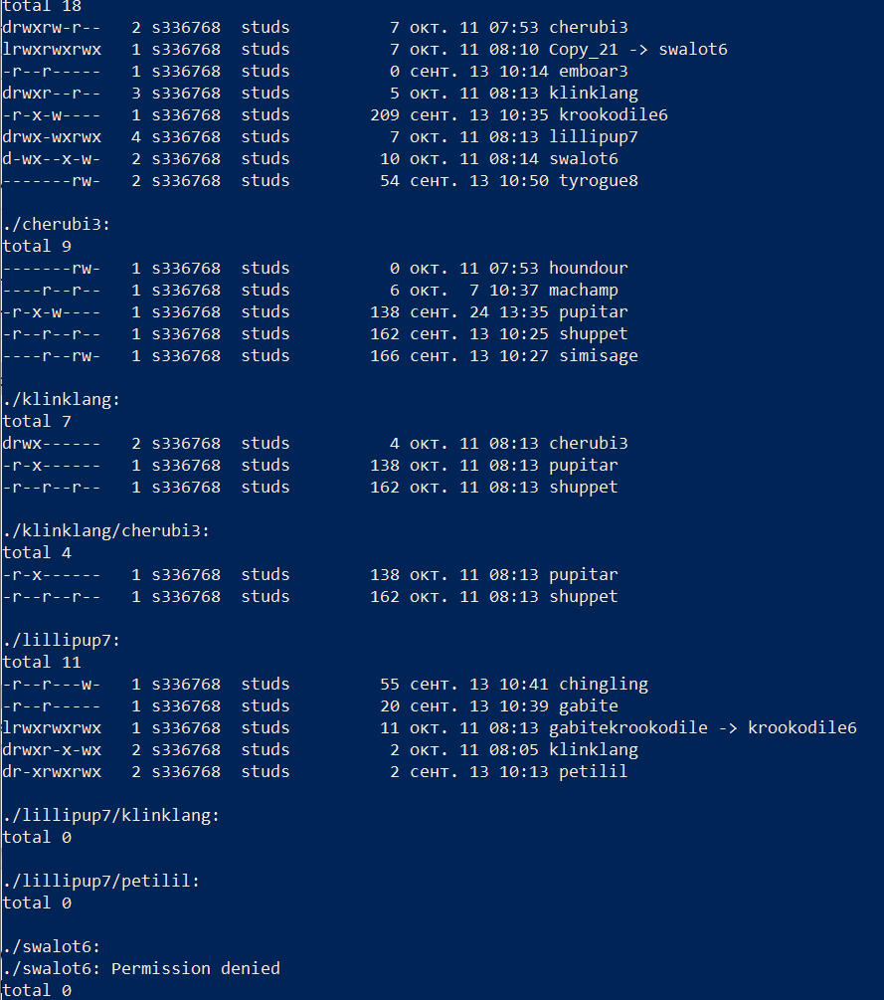 total 18
drwxrw-r-- 2 s336768 studs 7 окт. 11 07:53 cherubi3
lrwxrwxrwx 1 s336768 studs 7 окт. 11 08:10 Copy_21 -> swalot6
-r--r----- 1 s336768 studs 0 сент. 13 10:14 emboar3
drwxr--r-- 3 s336768 studs 5 окт. 11 08:13 klinklang
-r-x-w---- 1 s336768 studs 209 сент. 13 10:35 krookodile6
drwx-wxrwx 4 s336768 studs 7 окт. 11 08:13 lillipup7
d-wx--x-w- 2 s336768 studs 10 окт. 11 08:14 swalot6
-------rw- 2 s336768 studs 54 сент. 13 10:50 tyrogue8
./cherubi3:
total 9
-------rw- 1 s336768 studs 0 окт. 11 07:53 houndour
----r--r-- 1 s336768 studs 6 окт. 7 10:37 machamp
-r-x-w---- 1 s336768 studs 138 сент. 24 13:35 pupitar
-r--r--r-- 1 s336768 studs 162 сент. 13 10:25 shuppet
----r--rw- 1 s336768 studs 166 сент. 13 10:27 simisage
./klinklang:
total 7
drwx------ 2 s336768 studs 4 окт. 11 08:13 cherubi3
-r-x------ 1 s336768 studs 138 окт. 11 08:13 pupitar
-r--r--r-- 1 s336768 studs 162 окт. 11 08:13 shuppet
./klinklang/cherubi3:
total 4
-r-x------ 1 s336768 studs 138 окт. 11 08:13 pupitar
-r--r--r-- 1 s336768 studs 162 окт. 11 08:13 shuppet
./lillipup7:
total 11
-r--r---w- 1 s336768 studs 55 сент. 13 10:41 chingling
-r--r----- 1 s336768 studs 20 сент. 13 10:39 gabite
lrwxrwxrwx 1 s336768 studs 11 окт. 11 08:13 gabitekrookodile -> krookodile6
drwxr-x-wx 2 s336768 studs 2 окт. 11 08:05 klinklang
dr-xrwxrwx 2 s336768 studs 2 сент. 13 10:13 petilil
./lillipup7/klinklang:
total 0
./lillipup7/petilil:
total 0
./swalot6:
./swalot6: Permission denied
total 0